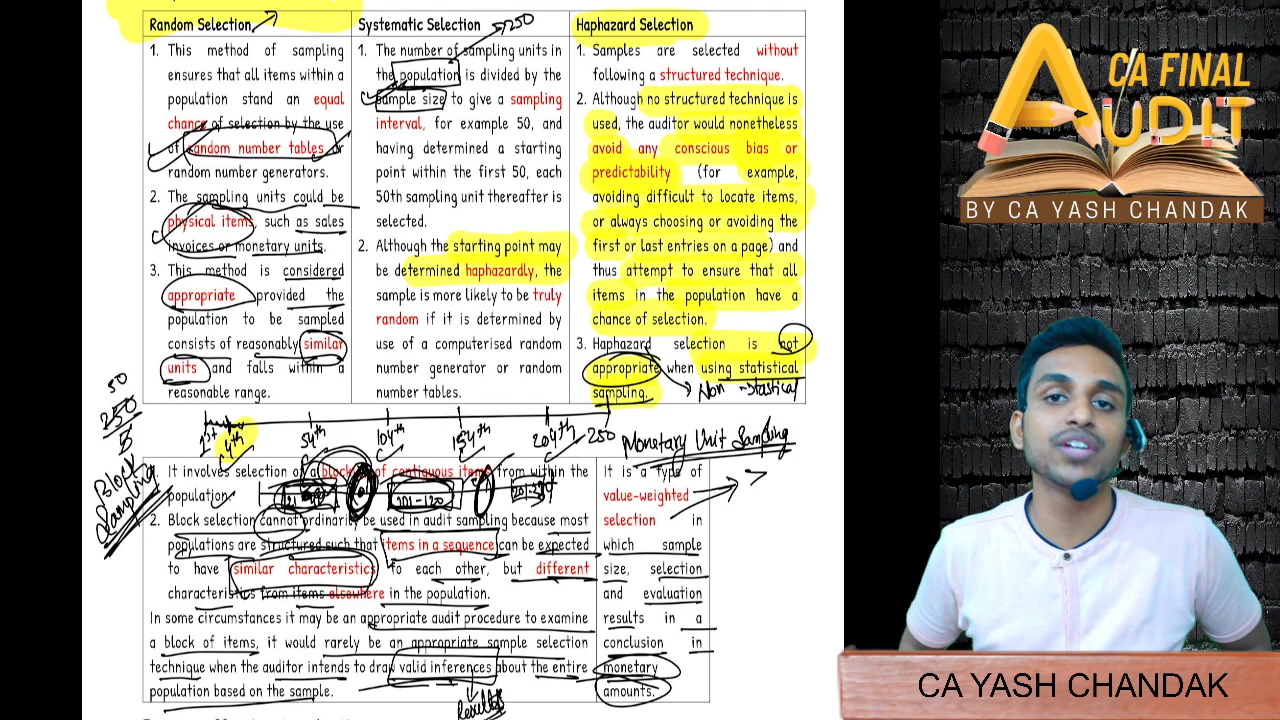 Random Selection
1. This method of sampling
ensures that all items within a
population stand an equal
chance of selection by the use
of random number tables or
random number generators.
2. The sampling units could be
physical items, such as sales
invoices or monetary units.
3. This method is considered
appropriate provided the
population to be sampled
consists of reasonably similar
units and falls within a
reasonable range.
Systematic Selection
250
1. The number of sampling units in
the population is divided by the
sample size to give a sampling
interval, for example 50, and
having determined a starting
point within the first 50, each
50th sampling unit thereafter is
selected.
2. Although the starting point may
be determined haphazardly, the
sample is more likely to be truly
random if it is determined by
use of a computerised random
number generator or random
number tables.
Haphazard Selection
1. Samples are selected without
following a structured technique.
2. Although no structured technique is
used, the auditor would nonetheless
avoid any conscious bias or
predictability (for example,
avoiding difficult to locate items,
or always choosing or avoiding the
first or last entries on a page) and
thus attempt to ensure that all
items in the population have a
chance of selection.
3. Haphazard selection is not
appropriate when using statistical
sampling.
Non-Stastical
50
250
5
1st 4th 54th 104th 154th 204th 250
Block
Sampling
Monetary Unit Sampling
1. It involves selection of a block of contiguous items from within the
population.
101-120
2. Block selection cannot ordinarily be used in audit sampling because most
populations are structured such that items in a sequence can be expected
to have similar characteristics to each other, but different
characteristics from items elsewhere in the population.
In some circumstances it may be an appropriate audit procedure to examine
a block of items, it would rarely be an appropriate sample selection
technique when the auditor intends to draw valid inferences about the entire
population based on the sample.
Results
It is a type of
value-weighted
selection in
which sample
size, selection
and evaluation
results in a
conclusion in
monetary
amounts.
CA FINAL
AUDIT
BY CA YASH CHANDAK
CA YASH CHANDAK